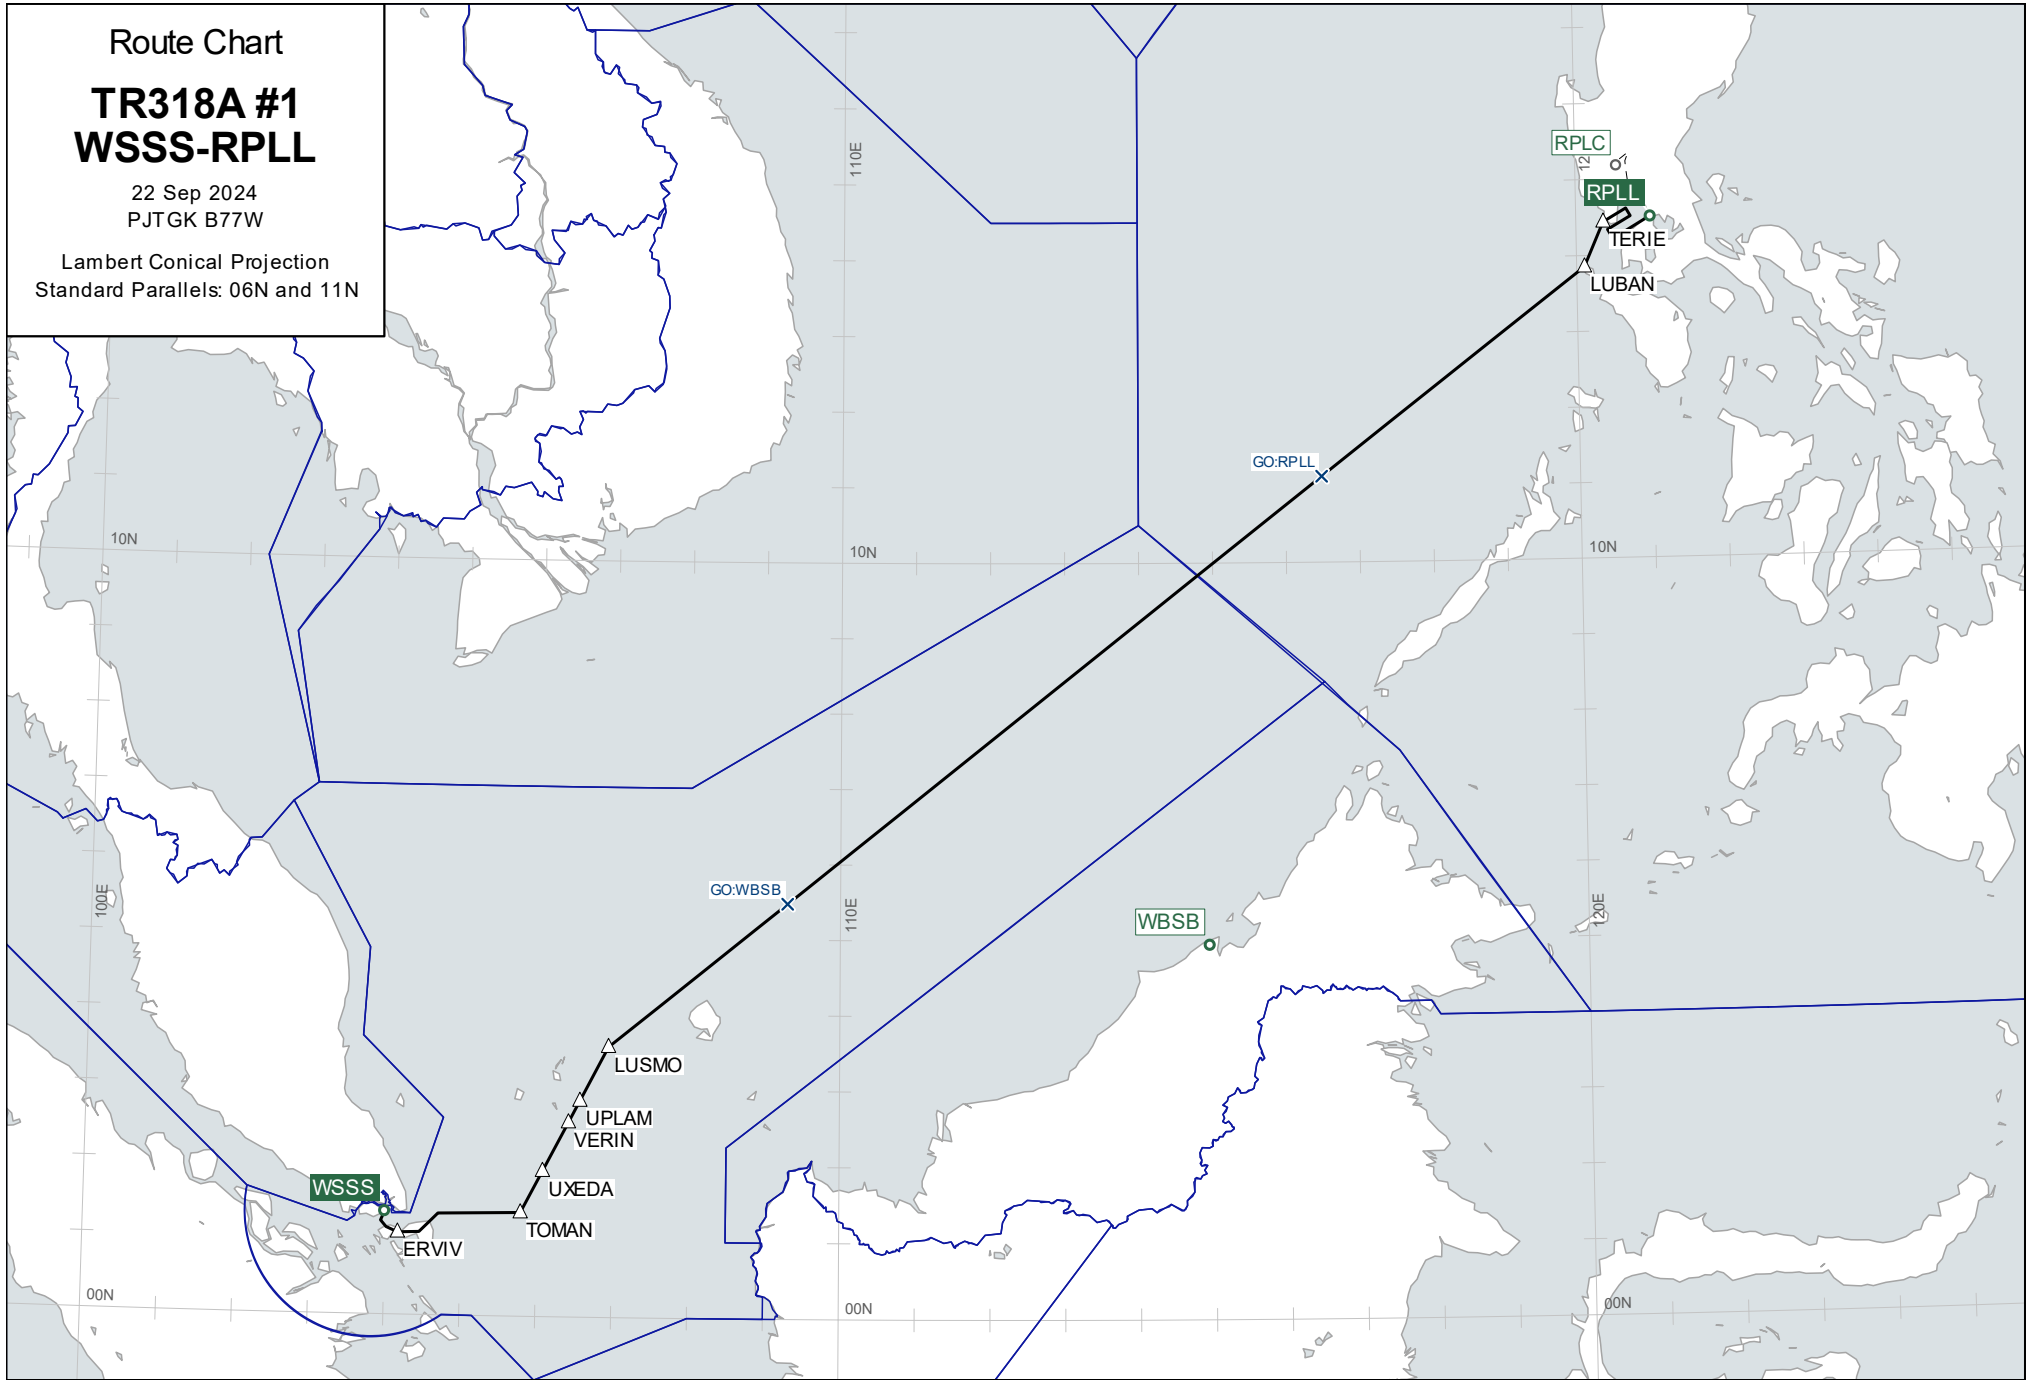 Route Chart
TR318A #1
WSSS-RPLL
22 Sep 2024
PJTGK B77W
Lambert Conical Projection
Standard Parallels: 06N and 11N
110E
RPLC
RPLL
TERIE
LUBAN
GO:RPLL
10N
10N
10N
100E
GO:WBSB
110E
WBSB
120E
LUSMO
UPLAM
VERIN
WSSS
UXEDA
TOMAN
ERVIV
00N
00N
00N